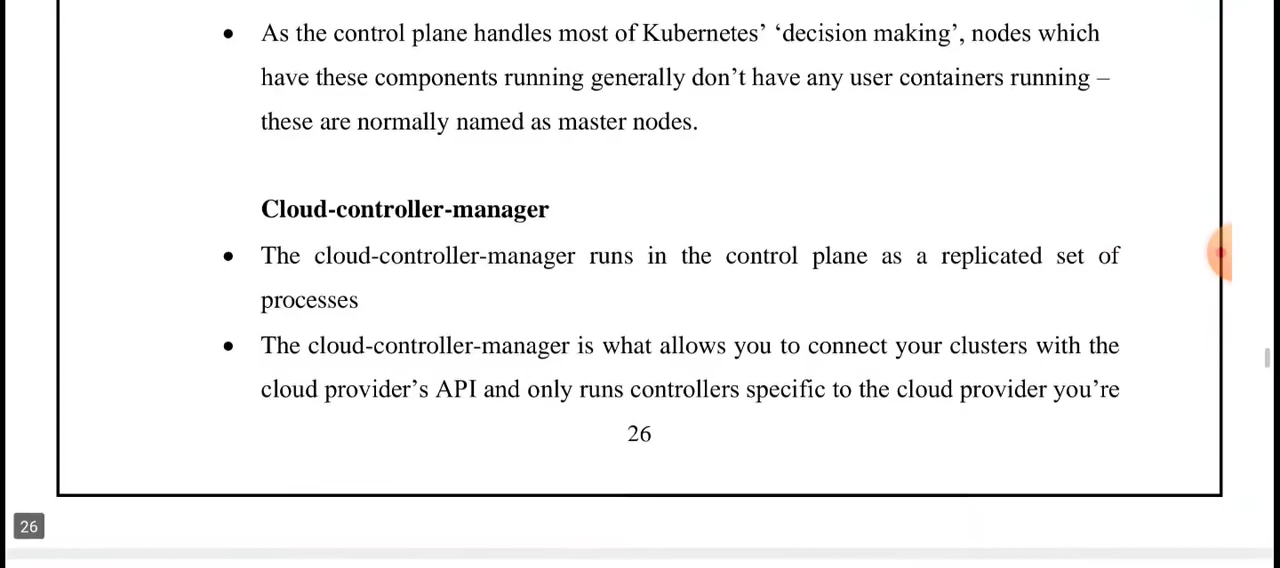 As the control plane handles most of Kubernetes’ ‘decision making’, nodes which
have these components running generally don’t have any user containers running –
these are normally named as master nodes.
Cloud-controller-manager
The cloud-controller-manager runs in the control plane as a replicated set of
processes
The cloud-controller-manager is what allows you to connect your clusters with the
cloud provider’s API and only runs controllers specific to the cloud provider you’re
26
26